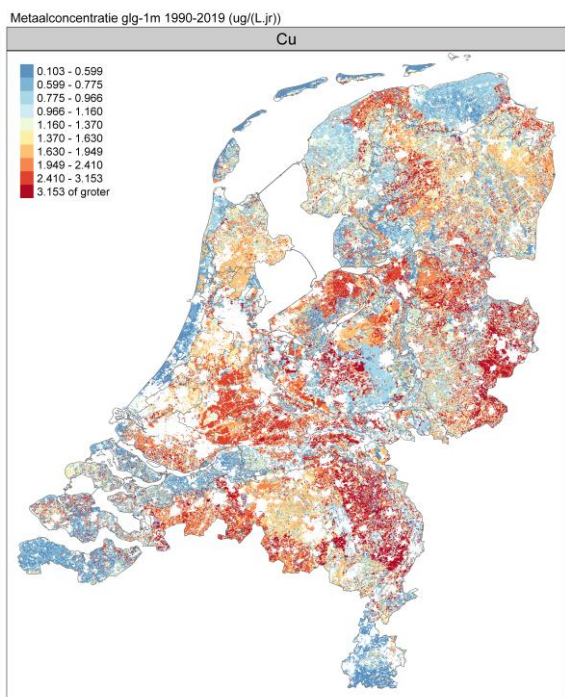 Metaalconcentratie glg-1m 1990-2019 (ug/(L.jr))
Cu
0.103 - 0.599
0.599 - 0.775
0.775 - 0.966
0.966 - 1.160
1.160 - 1.370
1.370 - 1.630
1.630 - 1.949
1.949 - 2.410
2.410 - 3.153
3.153 of groter